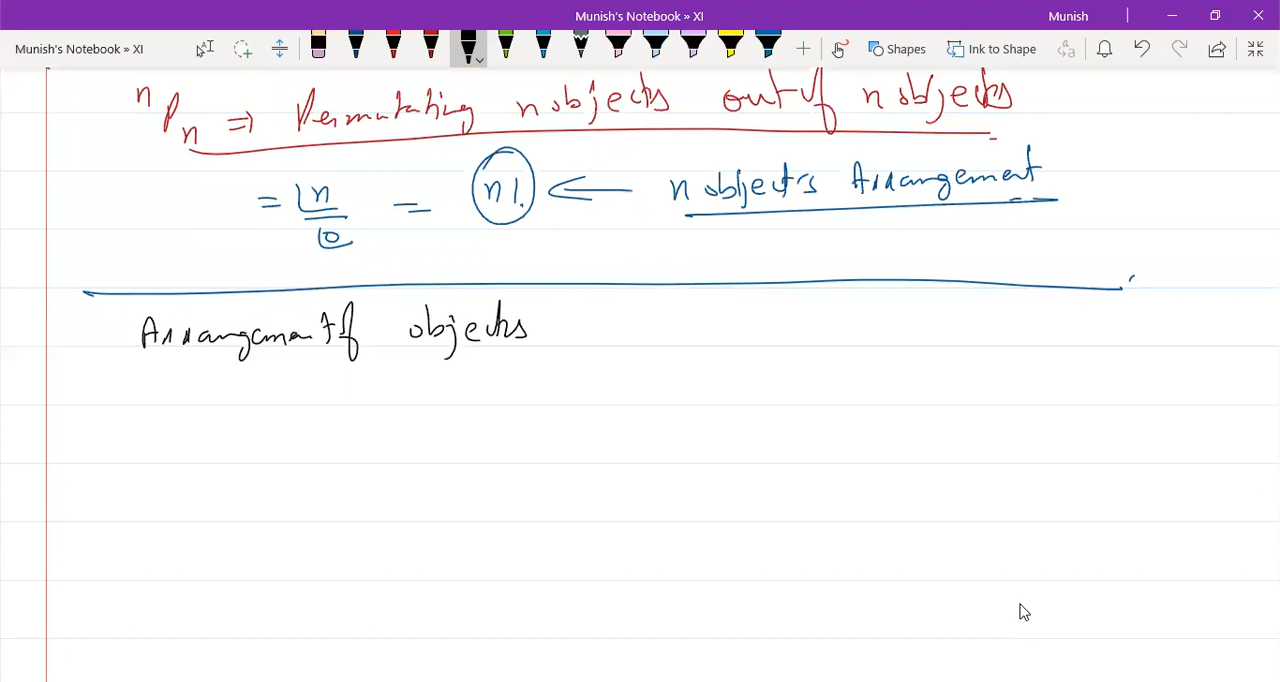 Munish's Notebook » XI
Munish
Munish's Notebook » XI
Shapes
Ink to Shape
ⁿPₙ ⇒ Permutating n objects out of n objects
= |n / |0 = n! ← n objects Arrangement
Arrangement of objects